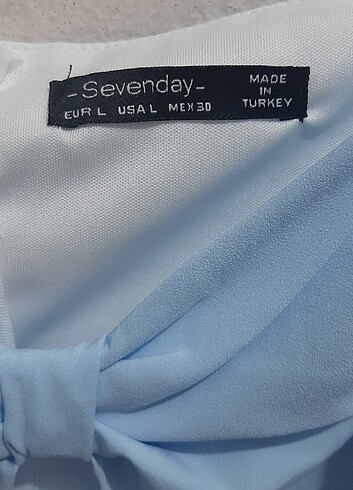 -Sevenday-
EUR L USA L MEX 30
MADE
IN
TURKEY